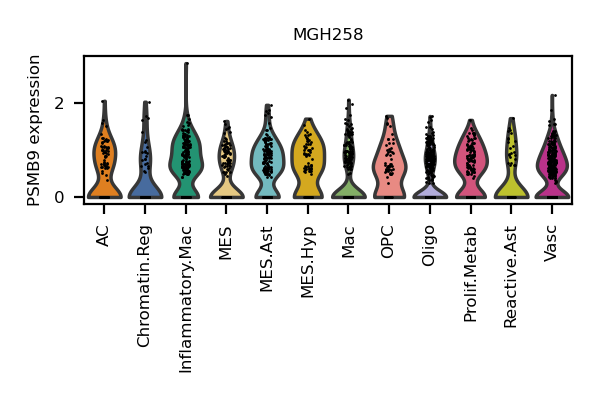 MGH258
PSMB9 expression
2
0
AC
Chromatin.Reg
Inflammatory.Mac
MES
MES.Ast
MES.Hyp
Mac
OPC
Oligo
Prolif.Metab
Reactive.Ast
Vasc